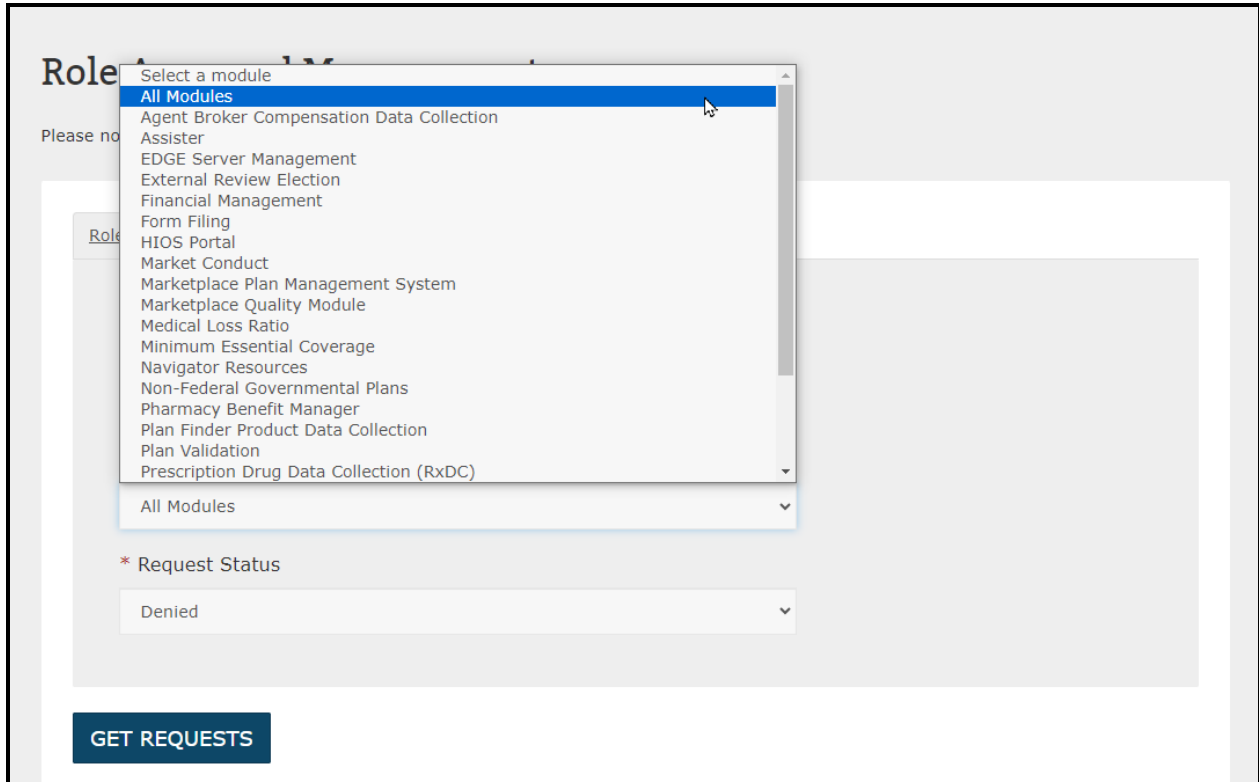 Role
Select a module
All Modules
Agent Broker Compensation Data Collection
Please no
Assister
EDGE Server Management
External Review Election
Financial Management
Form Filing
Role
HIOS Portal
Market Conduct
Marketplace Plan Management System
Marketplace Quality Module
Medical Loss Ratio
Minimum Essential Coverage
Navigator Resources
Non-Federal Governmental Plans
Pharmacy Benefit Manager
Plan Finder Product Data Collection
Plan Validation
Prescription Drug Data Collection (RxDC)
All Modules
* Request Status
Denied
GET REQUESTS